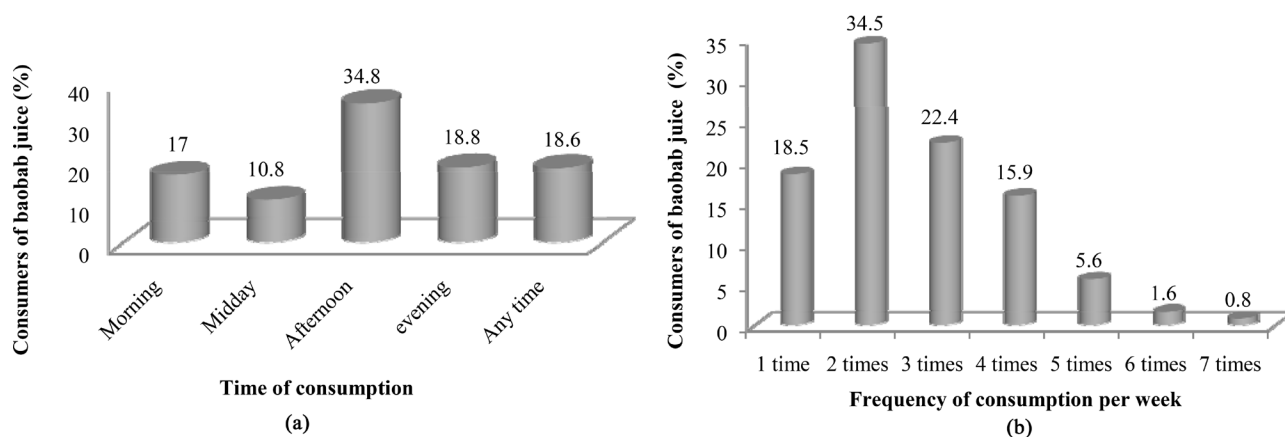 Consumers of baobab juice (%)
40
30
20
10
0
17
10.8
34.8
18.8
18.6
Morning
Midday
Afternoon
evening
Any time
Time of consumption
(a)
Consumers of baobab juice (%)
35
30
25
20
15
10
5
0
18.5
34.5
22.4
15.9
5.6
1.6
0.8
1 time 2 times 3 times 4 times 5 times 6 times 7 times
Frequency of consumption per week
(b)